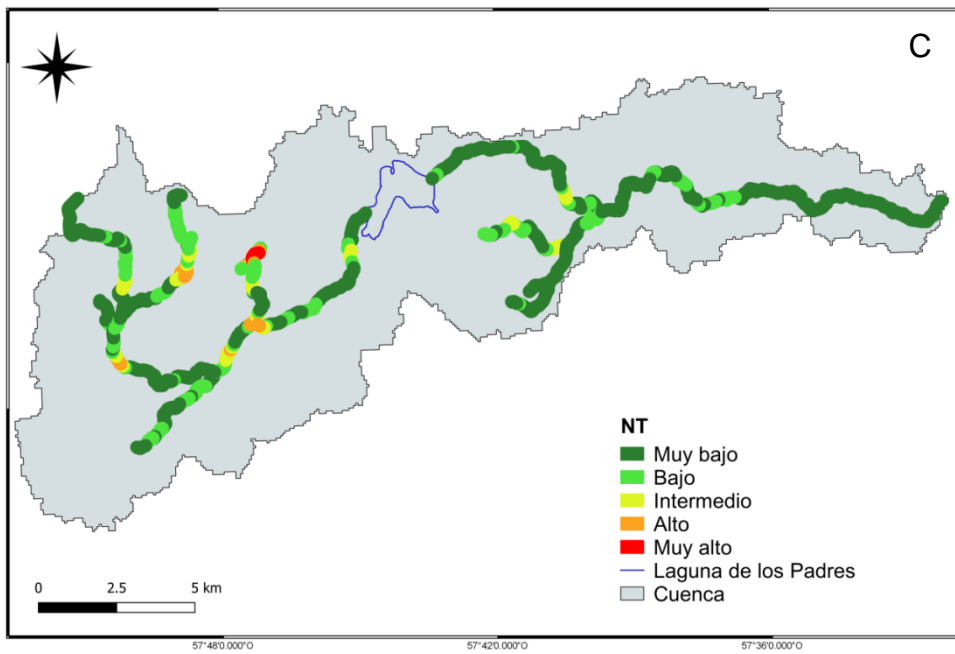 C
NT
Muy bajo
Bajo
Intermedio
Alto
Muy alto
Laguna de los Padres
Cuenca
0 2.5 5 km
57°48'0.000"O 57°42'0.000"O 57°36'0.000"O